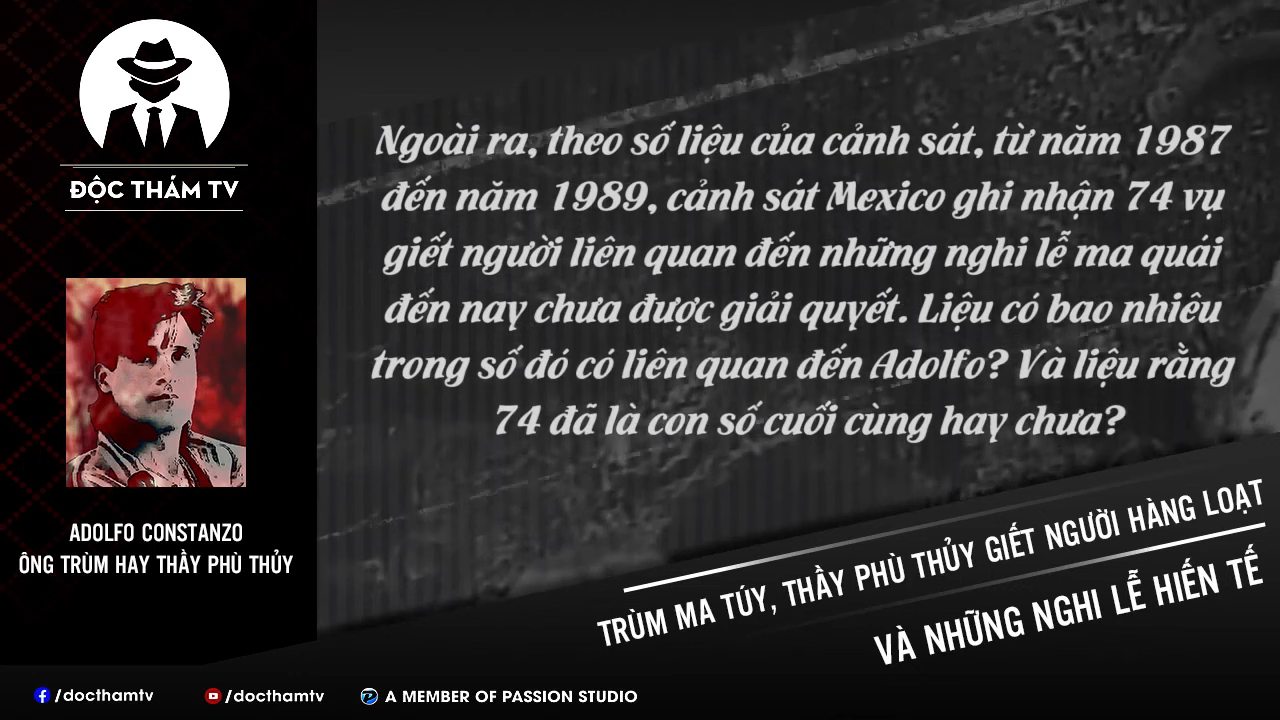 ĐỘC THÁM TV
ADOLFO CONSTANZO
ÔNG TRÙM HAY THẦY PHÙ THỦY
Ngoài ra, theo số liệu của cảnh sát, từ năm 1987
đến năm 1989, cảnh sát Mexico ghi nhận 74 vụ
giết người liên quan đến những nghi lễ ma quái
đến nay chưa được giải quyết. Liệu có bao nhiêu
trong số đó có liên quan đến Adolfo? Và liệu rằng
74 đã là con số cuối cùng hay chưa?
TRÙM MA TÚY, THẦY PHÙ THỦY GIẾT NGƯỜI HÀNG LOẠT
VÀ NHỮNG NGHI LỄ HIẾN TẾ
/docthamtv
/docthamtv
A MEMBER OF PASSION STUDIO